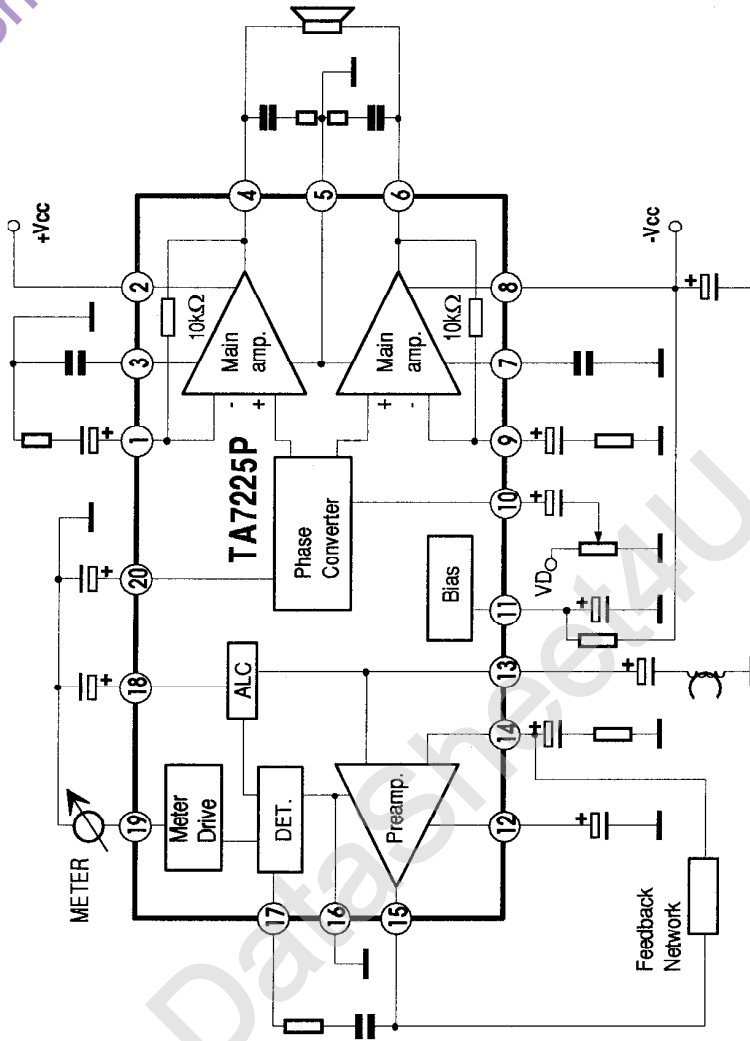 +Vcc
2
3
1
20
18
19
METER
10kΩ
Main
amp.
-
+
TA7225P
Phase
Converter
ALC
Meter
Drive
DET.
4
5
6
17
16
15
10kΩ
Main
amp.
+
-
Bias
Preamp.
8
7
9
10
11
13
14
12
-Vcc
+
+
+
+
+
+
+
+
+
+
VD
Feedback
Network
DataSheet4U